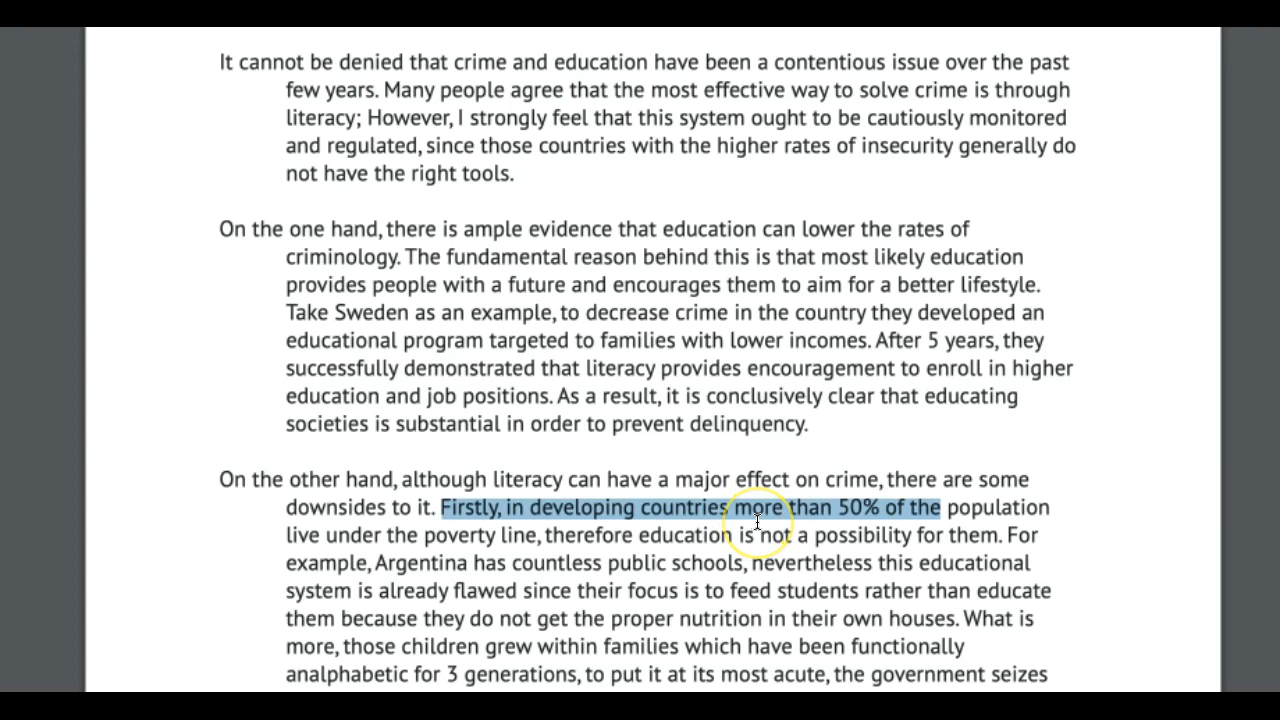 It cannot be denied that crime and education have been a contentious issue over the past
few years. Many people agree that the most effective way to solve crime is through
literacy; However, I strongly feel that this system ought to be cautiously monitored
and regulated, since those countries with the higher rates of insecurity generally do
not have the right tools.
On the one hand, there is ample evidence that education can lower the rates of
criminology. The fundamental reason behind this is that most likely education
provides people with a future and encourages them to aim for a better lifestyle.
Take Sweden as an example, to decrease crime in the country they developed an
educational program targeted to families with lower incomes. After 5 years, they
successfully demonstrated that literacy provides encouragement to enroll in higher
education and job positions. As a result, it is conclusively clear that educating
societies is substantial in order to prevent delinquency.
On the other hand, although literacy can have a major effect on crime, there are some
downsides to it. Firstly, in developing countries more than 50% of the population
live under the poverty line, therefore education is not a possibility for them. For
example, Argentina has countless public schools, nevertheless this educational
system is already flawed since their focus is to feed students rather than educate
them because they do not get the proper nutrition in their own houses. What is
more, those children grew within families which have been functionally
analphabetic for 3 generations, to put it at its most acute, the government seizes